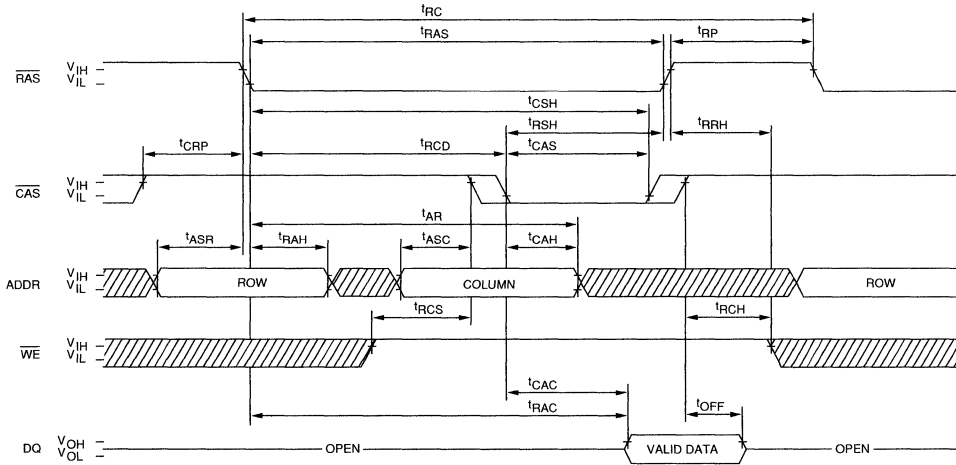 tRC
tRAS
tRP
RAS VIH
VIL
tCSH
tRSH
tRRH
tCRP
tRCD
tCAS
CAS VIH
VIL
tAR
tASR
tRAH
tASC
tCAH
ADDR VIH
VIL
ROW
COLUMN
ROW
tRCS
tRCH
WE VIH
VIL
tCAC
tRAC
tOFF
DQ VOH
VOL
OPEN
VALID DATA
OPEN